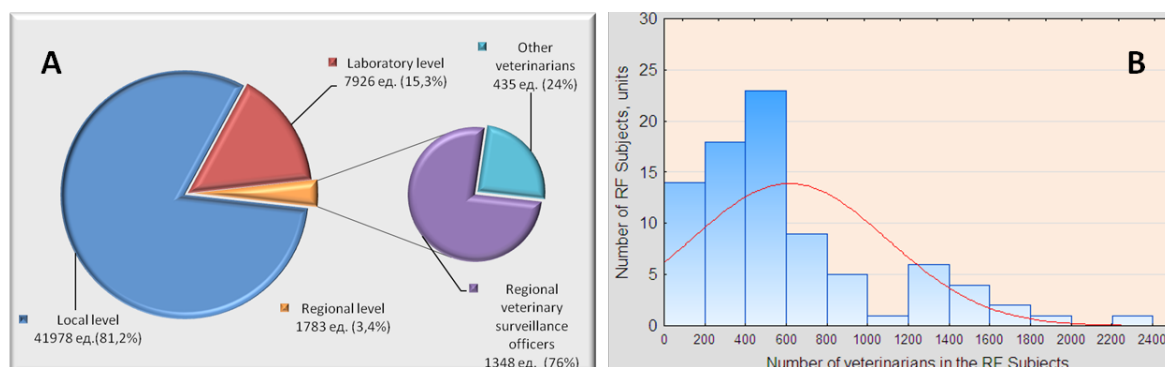 A
Laboratory level
7926 ед. (15,3%)
Other
veterinarians
435 ед. (24%)
Local level
41978 ед.(81,2%)
Regional level
1783 ед. (3,4%)
Regional
veterinary
surveillance
officers
1348 ед. (76%)
B
Number of RF Subjects, units
30
25
20
15
10
5
0
0 200 400 600 800 1000 1200 1400 1600 1800 2000 2200 2400
Number of veterinarians in the RF Subjects